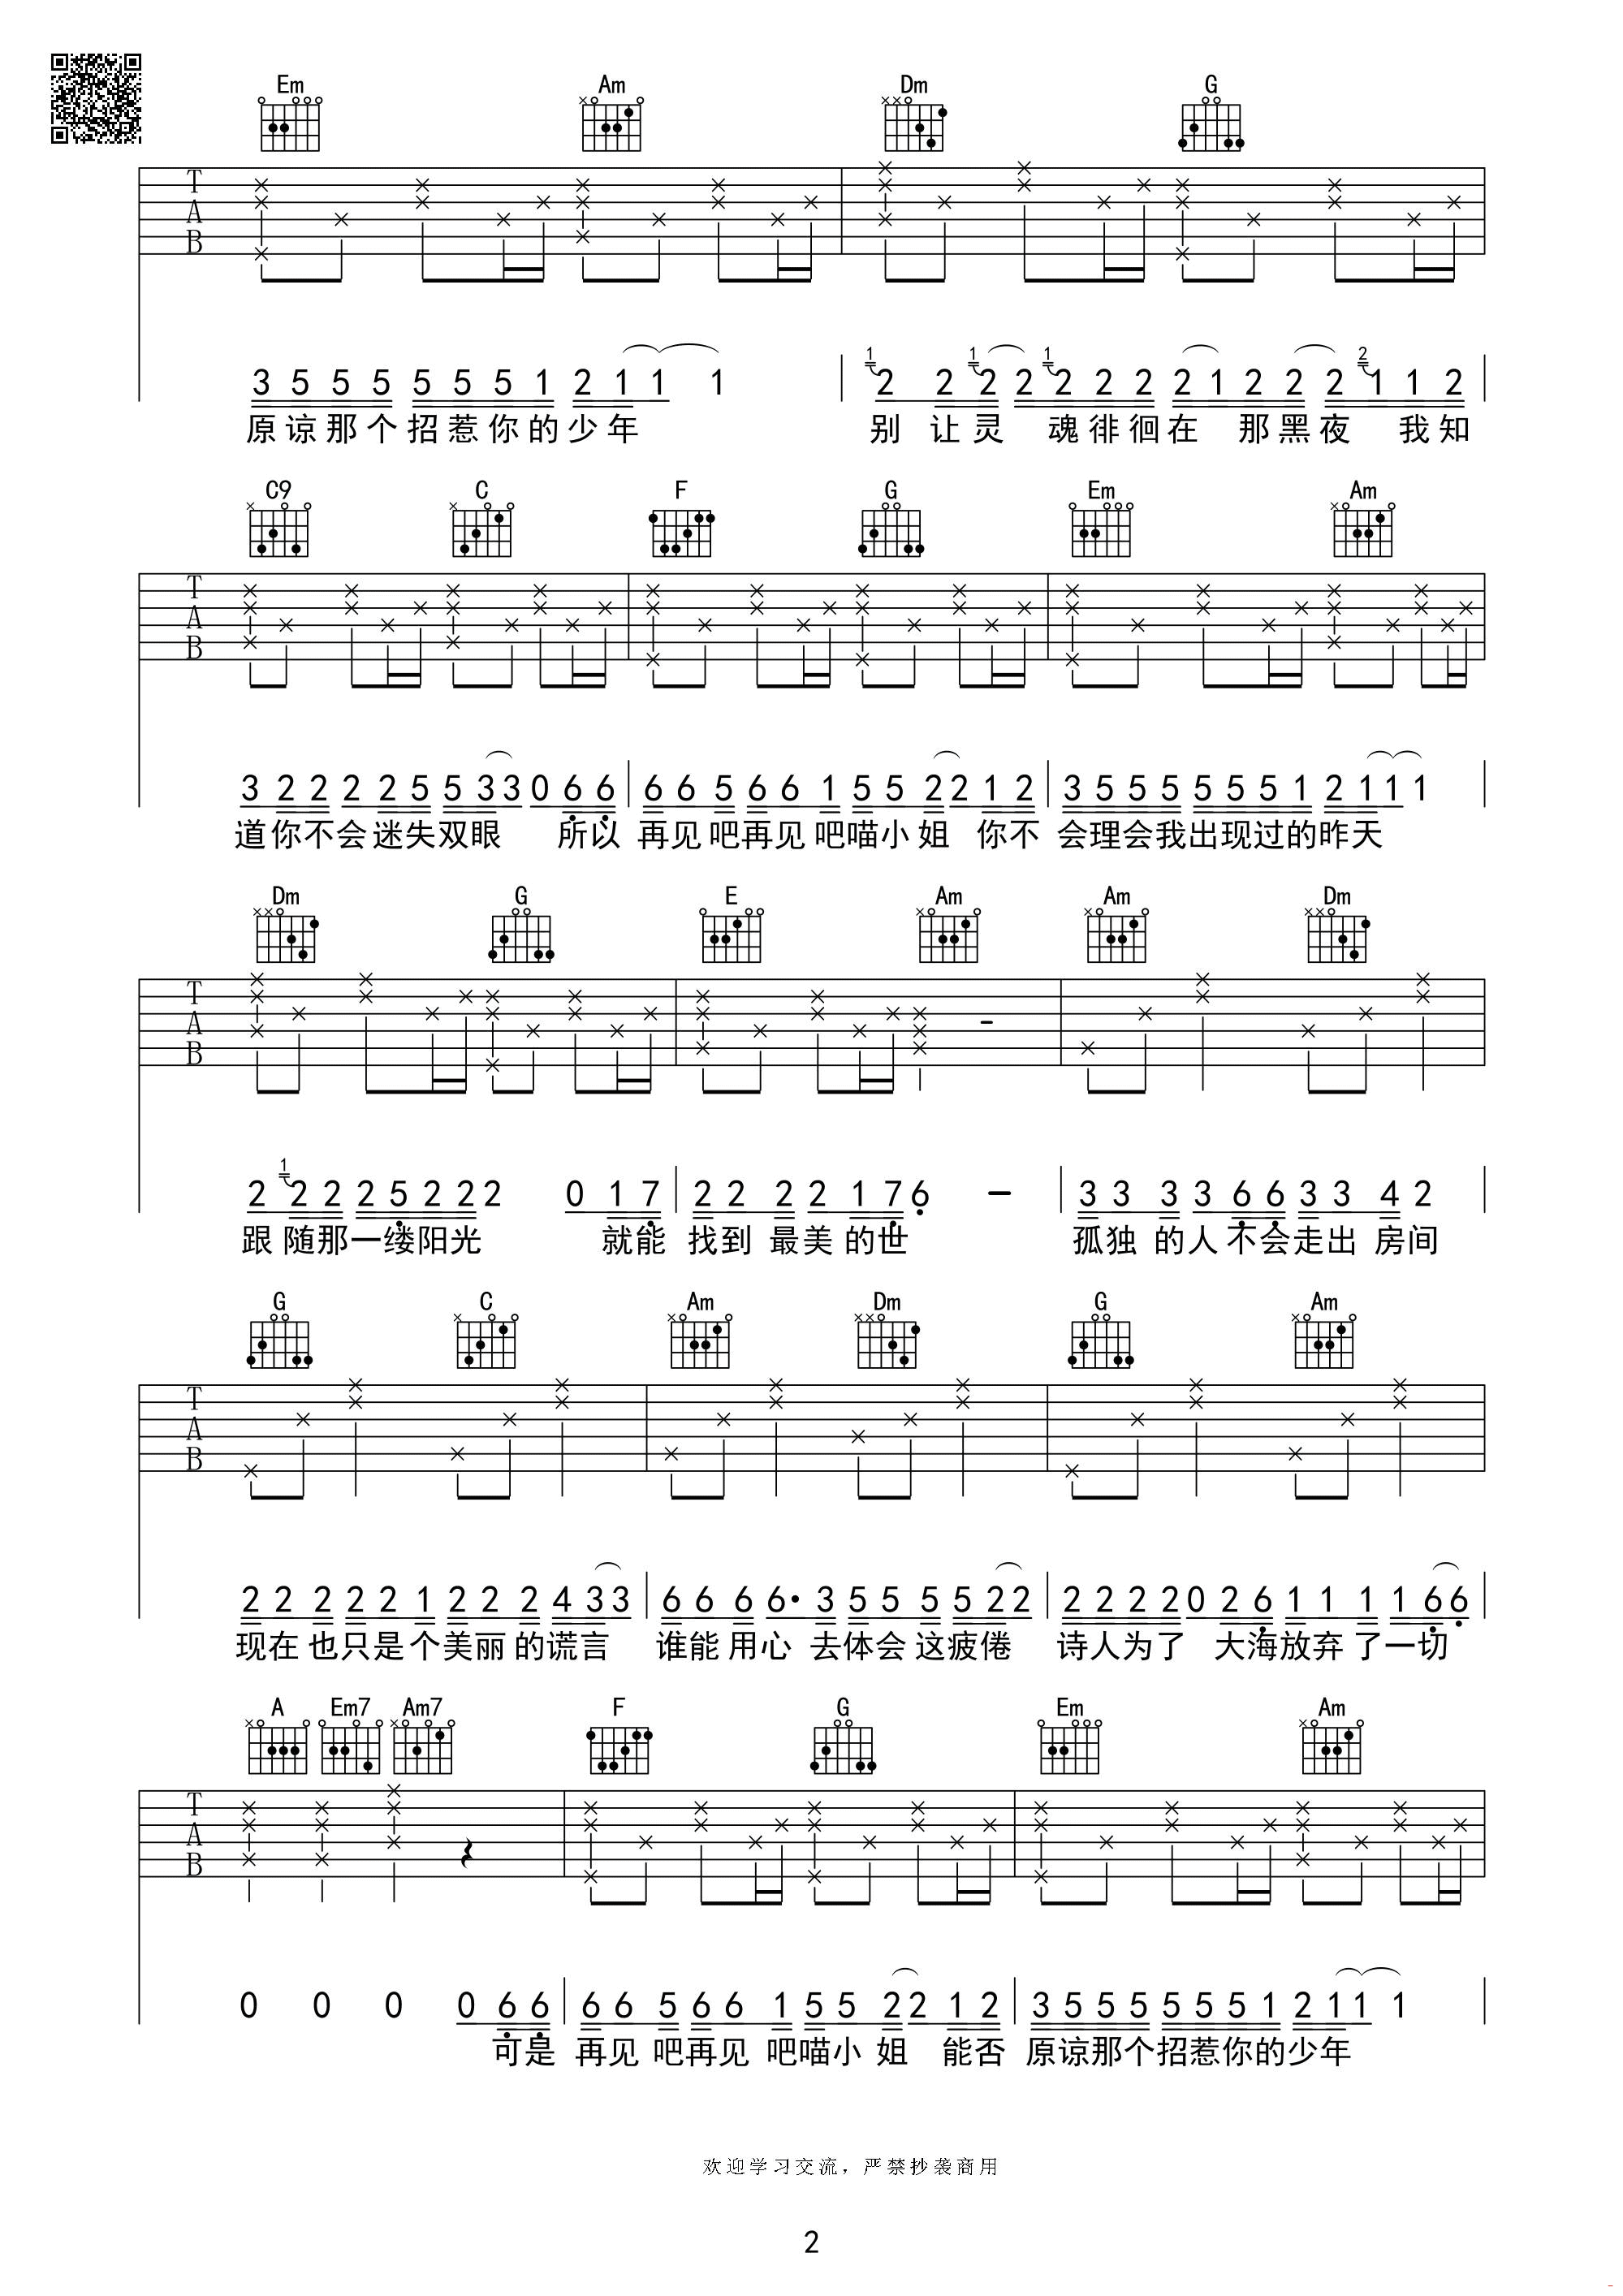 Em Am Dm G
T
A
B
1 1 1 2
3 5 5 5 5 5 5 1 2 1 1 1 2 2 2 2 2 2 2 2 1 2 2 2 1 1 2
原谅那个招惹你的少年 别 让灵 魂徘徊在 那黑夜 我知
C9 C F G Em Am
T
A
B
3 2 2 2 2 5 5 3 3 0 6 6 6 6 5 6 6 1 5 5 2 2 1 2 3 5 5 5 5 5 5 1 2 1 1 1
道你不会迷失双眼 所以 再见吧再见 吧喵小姐 你不 会理会我出现过的昨天
Dm G E Am Am Dm
T
A
B
-
1
2 2 2 2 5 2 2 2 0 1 7 2 2 2 2 1 7 6 - 3 3 3 3 6 6 3 3 4 2
跟 随那一缕阳光 就能 找到 最美的世 孤独 的人 不会走出 房间
G C Am Dm G Am
T
A
B
2 2 2 2 2 1 2 2 2 4 3 3 6 6 6 6· 3 5 5 5 5 2 2 2 2 2 2 0 2 6 1 1 1 1 6 6
现在 也只是个美丽 的谎言 谁能 用心 去体会 这疲倦 诗人为了 大海放弃 了一切
A Em7 Am7 F G Em Am
T
A
B
0 0 0 0 6 6 6 6 5 6 6 1 5 5 2 2 1 2 3 5 5 5 5 5 5 1 2 1 1 1
可是 再见 吧再见 吧喵小 姐 能否 原谅那个招惹你的少年
欢迎学习交流，严禁抄袭商用
2